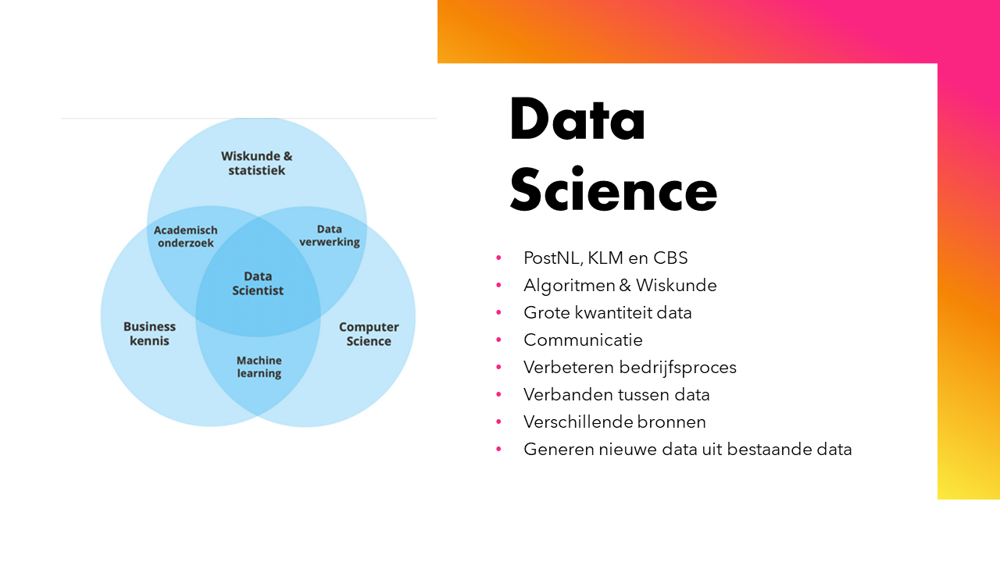 Data
Science
Wiskunde &
statistiek
Academisch
onderzoek
Data
verwerking
Data
Scientist
Business
kennis
Computer
Science
Machine
learning
• PostNL, KLM en CBS
• Algoritmen & Wiskunde
• Grote kwantiteit data
• Communicatie
• Verbeteren bedrijfsproces
• Verbanden tussen data
• Verschillende bronnen
• Generen nieuwe data uit bestaande data